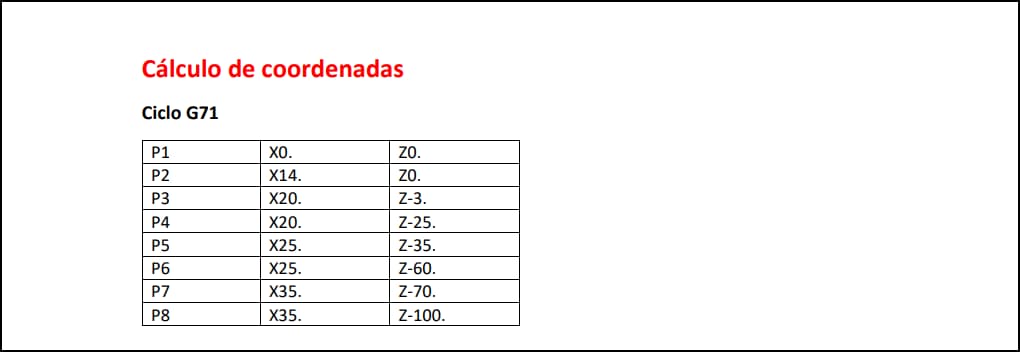 Cálculo de coordenadas
Ciclo G71
P1 X0. Z0.
P2 X14. Z0.
P3 X20. Z-3.
P4 X20. Z-25.
P5 X25. Z-35.
P6 X25. Z-60.
P7 X35. Z-70.
P8 X35. Z-100.